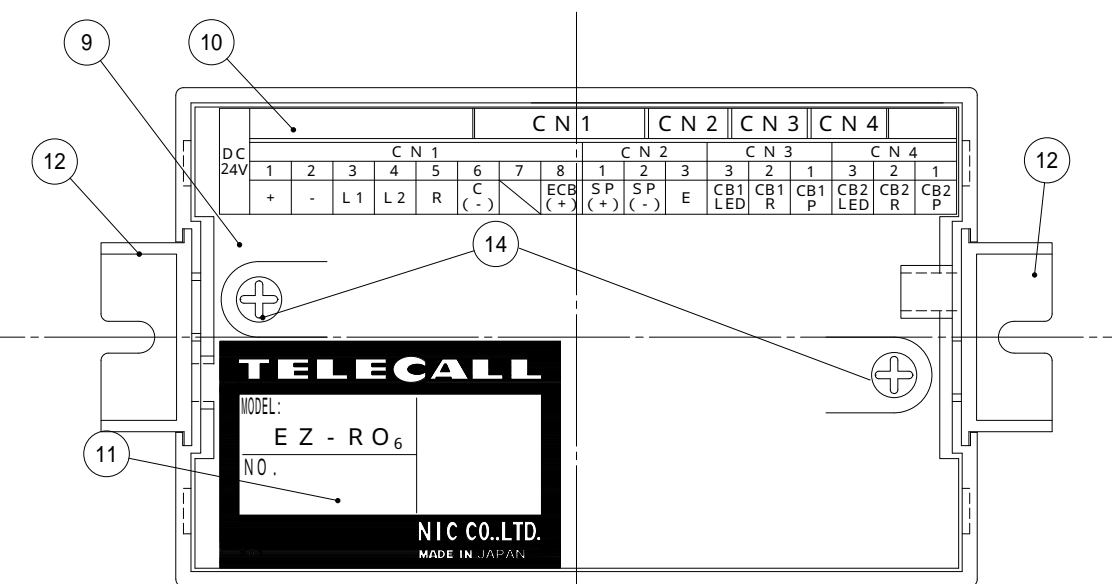 9
10
CN1 CN2 CN3 CN4
DC 24V
CN1 CN2 CN3 CN4
1 2 3 4 5 6 7 8 1 2 3 3 2 1 3 2 1
+ - L1 L2 R C (-) ECB (+) SP (+) SP (-) E CB1 LED CB1 R CB1 P CB2 LED CB2 R CB2 P
12
12
14
TELECALL
MODEL:
EZ-RO6
NO.
11
NIC CO.,LTD.
MADE IN JAPAN